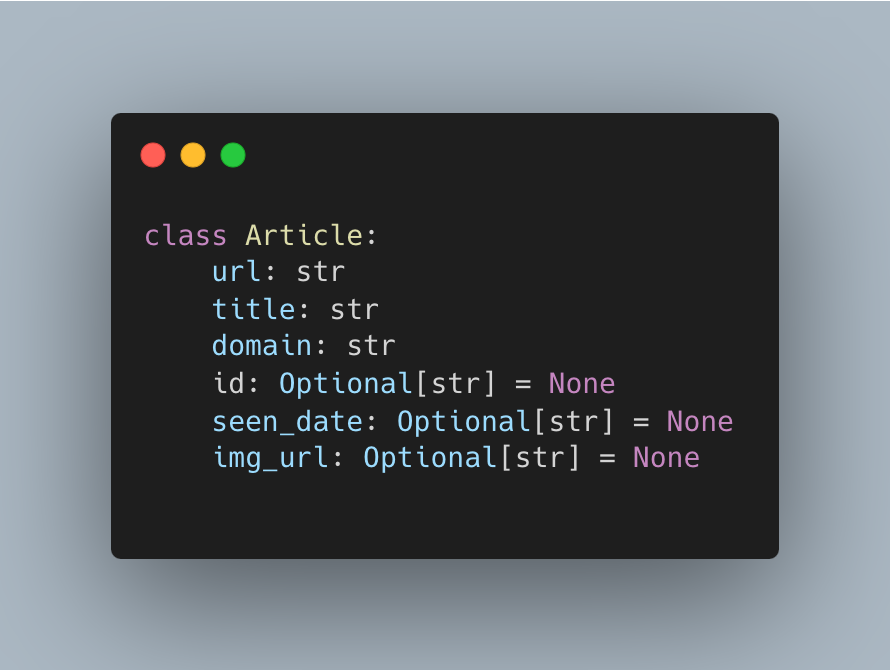 class Article:
    url: str
    title: str
    domain: str
    id: Optional[str] = None
    seen_date: Optional[str] = None
    img_url: Optional[str] = None